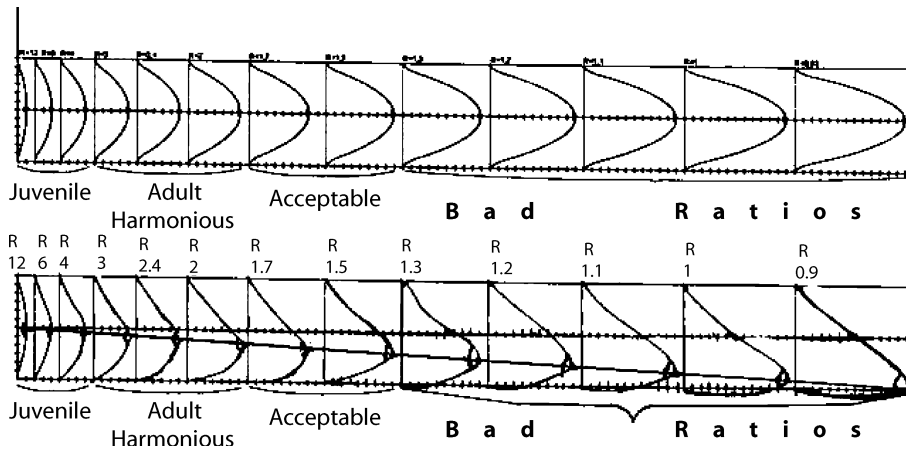 Juvenile Adult Acceptable B a d R a t i o s
Harmonious
R R R R R R R R R R R R R
12 6 4 3 2.4 2 1.7 1.5 1.3 1.2 1.1 1 0.9
Juvenile Adult Acceptable B a d R a t i o s
Harmonious